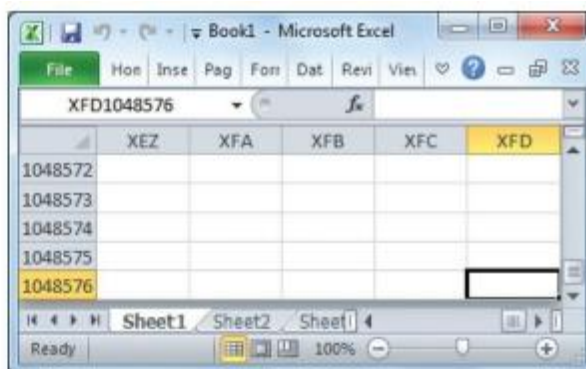 Book1 - Microsoft Excel
File Hon Inse Pag Forr Dat Revi Viev
XFD1048576 fx
XEZ XFA XFB XFC XFD
1048572
1048573
1048574
1048575
1048576
Sheet1 Sheet2 Sheet
Ready 100%